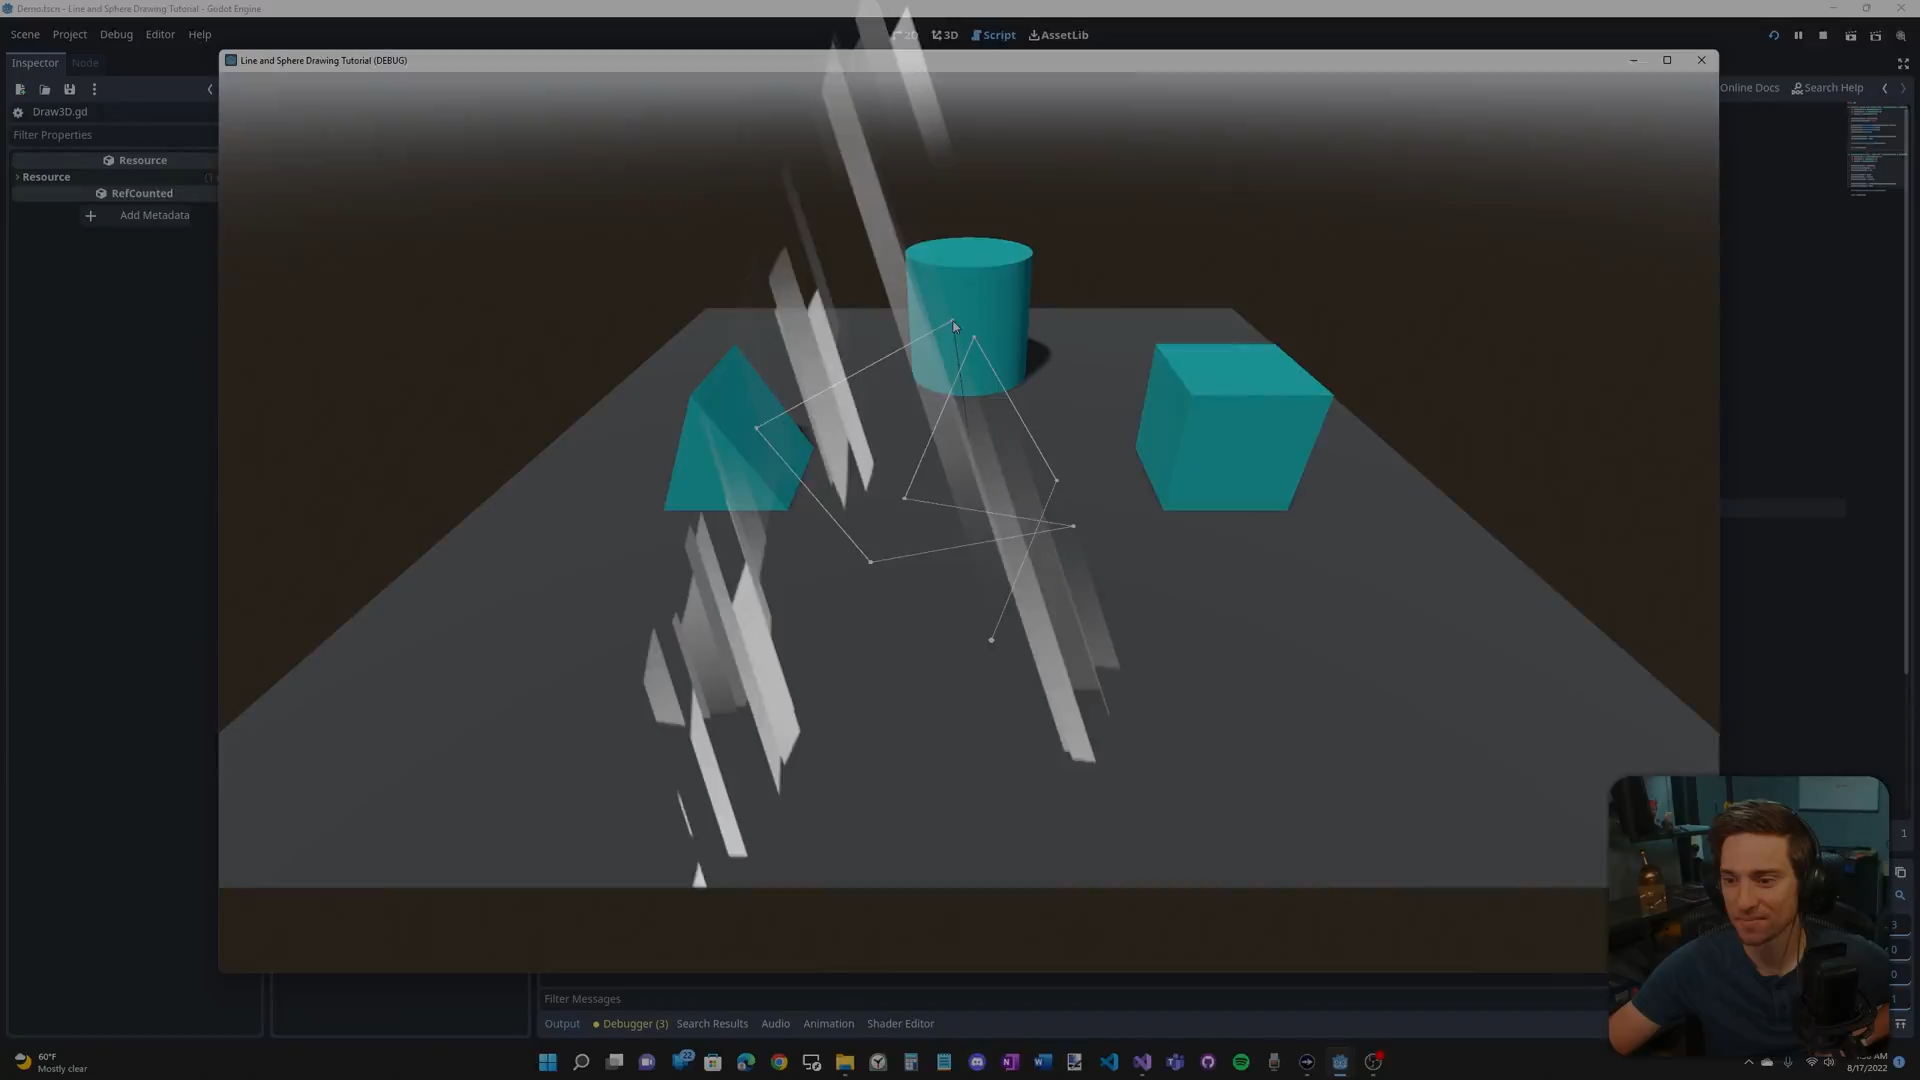 Demo.tscn - Line and Sphere Drawing Tutorial - Godot Engine
Scene Project Debug Editor Help
2D 3D Script AssetLib
Inspector Node
Line and Sphere Drawing Tutorial (DEBUG)
Online Docs Search Help
Draw3D.gd
Filter Properties
Resource
Resource
RefCounted
Add Metadata
Filter Messages
Output Debugger (3) Search Results Audio Animation Shader Editor
60°F
Mostly clear
22
8/17/2022